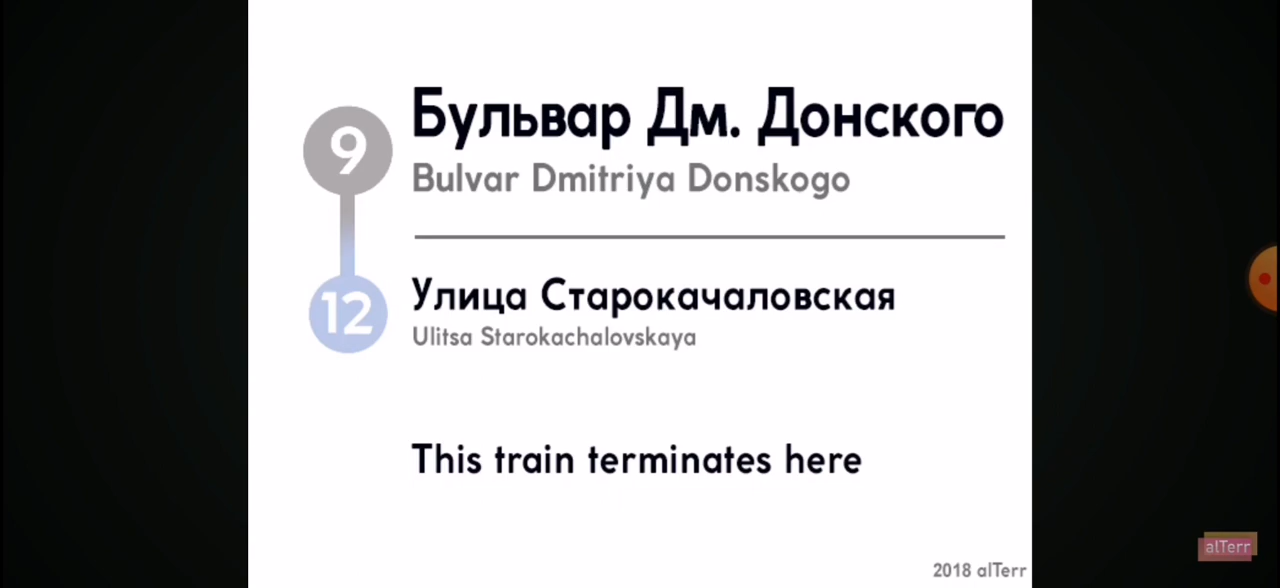 9
Бульвар Дм. Донского
Bulvar Dmitriya Donskogo
12
Улица Старокачаловская
Ulitsa Starokachalovskaya
This train terminates here
alTerr
2018 alTerr